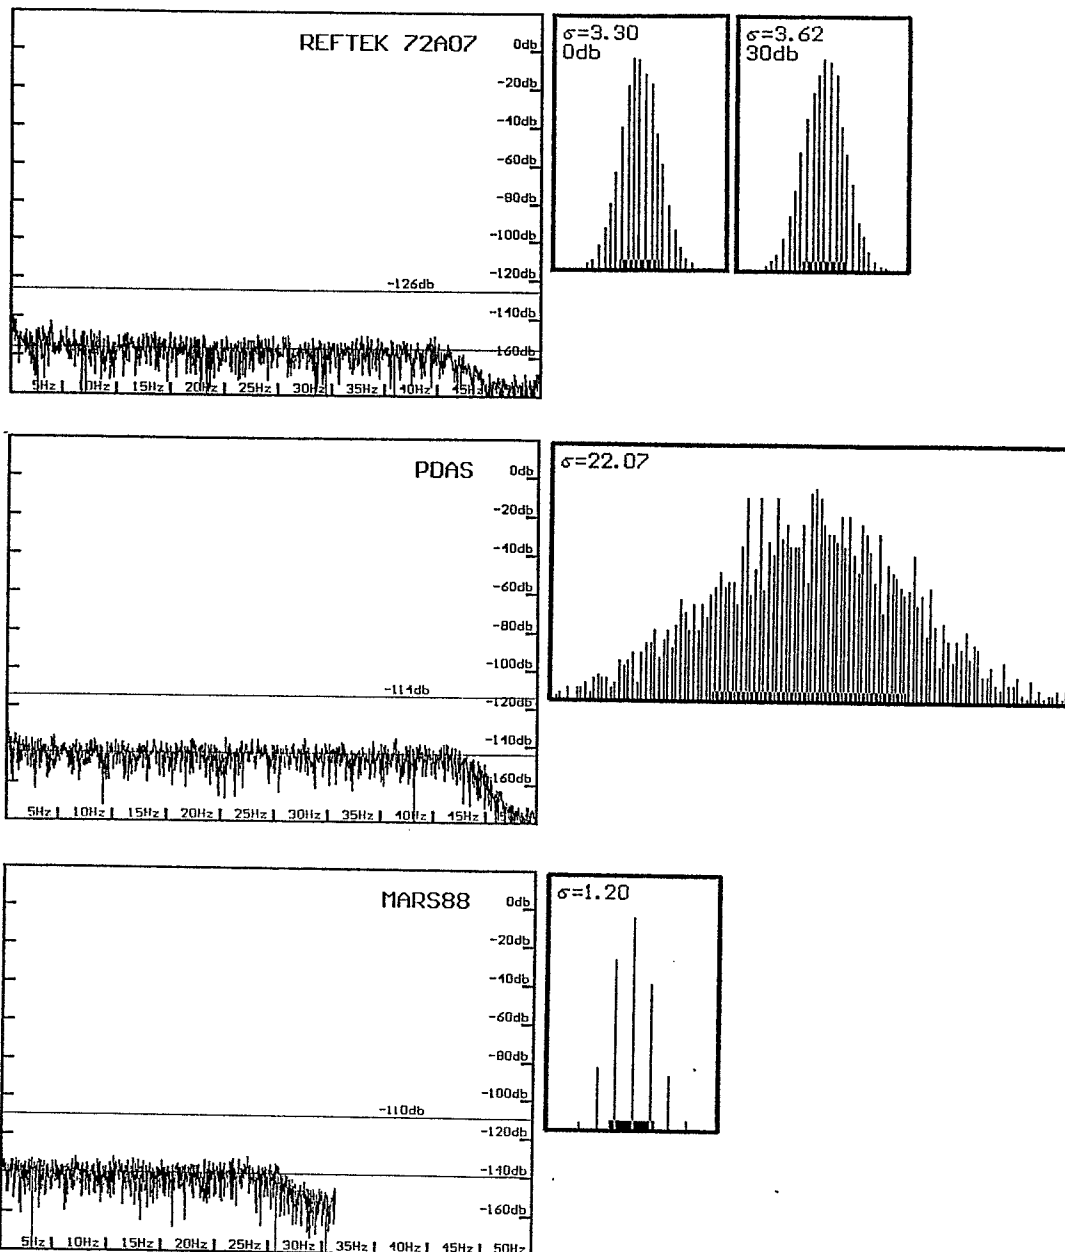 REFTEK 72A07
0db
-20db
-40db
-60db
-80db
-100db
-120db
-126db
-140db
160db
5Hz 10Hz 15Hz 20Hz 25Hz 30Hz 35Hz 40Hz 45Hz
σ=3.30
0db
σ=3.62
30db
PDAS
0db
-20db
-40db
-60db
-80db
-100db
-114db
-120db
-140db
160db
5Hz 10Hz 15Hz 20Hz 25Hz 30Hz 35Hz 40Hz 45Hz
σ=22.07
MARS88
0db
-20db
-40db
-60db
-80db
-100db
-110db
-120db
-140db
-160db
5Hz 10Hz 15Hz 20Hz 25Hz 30Hz 35Hz 40Hz 45Hz 50Hz
σ=1.20